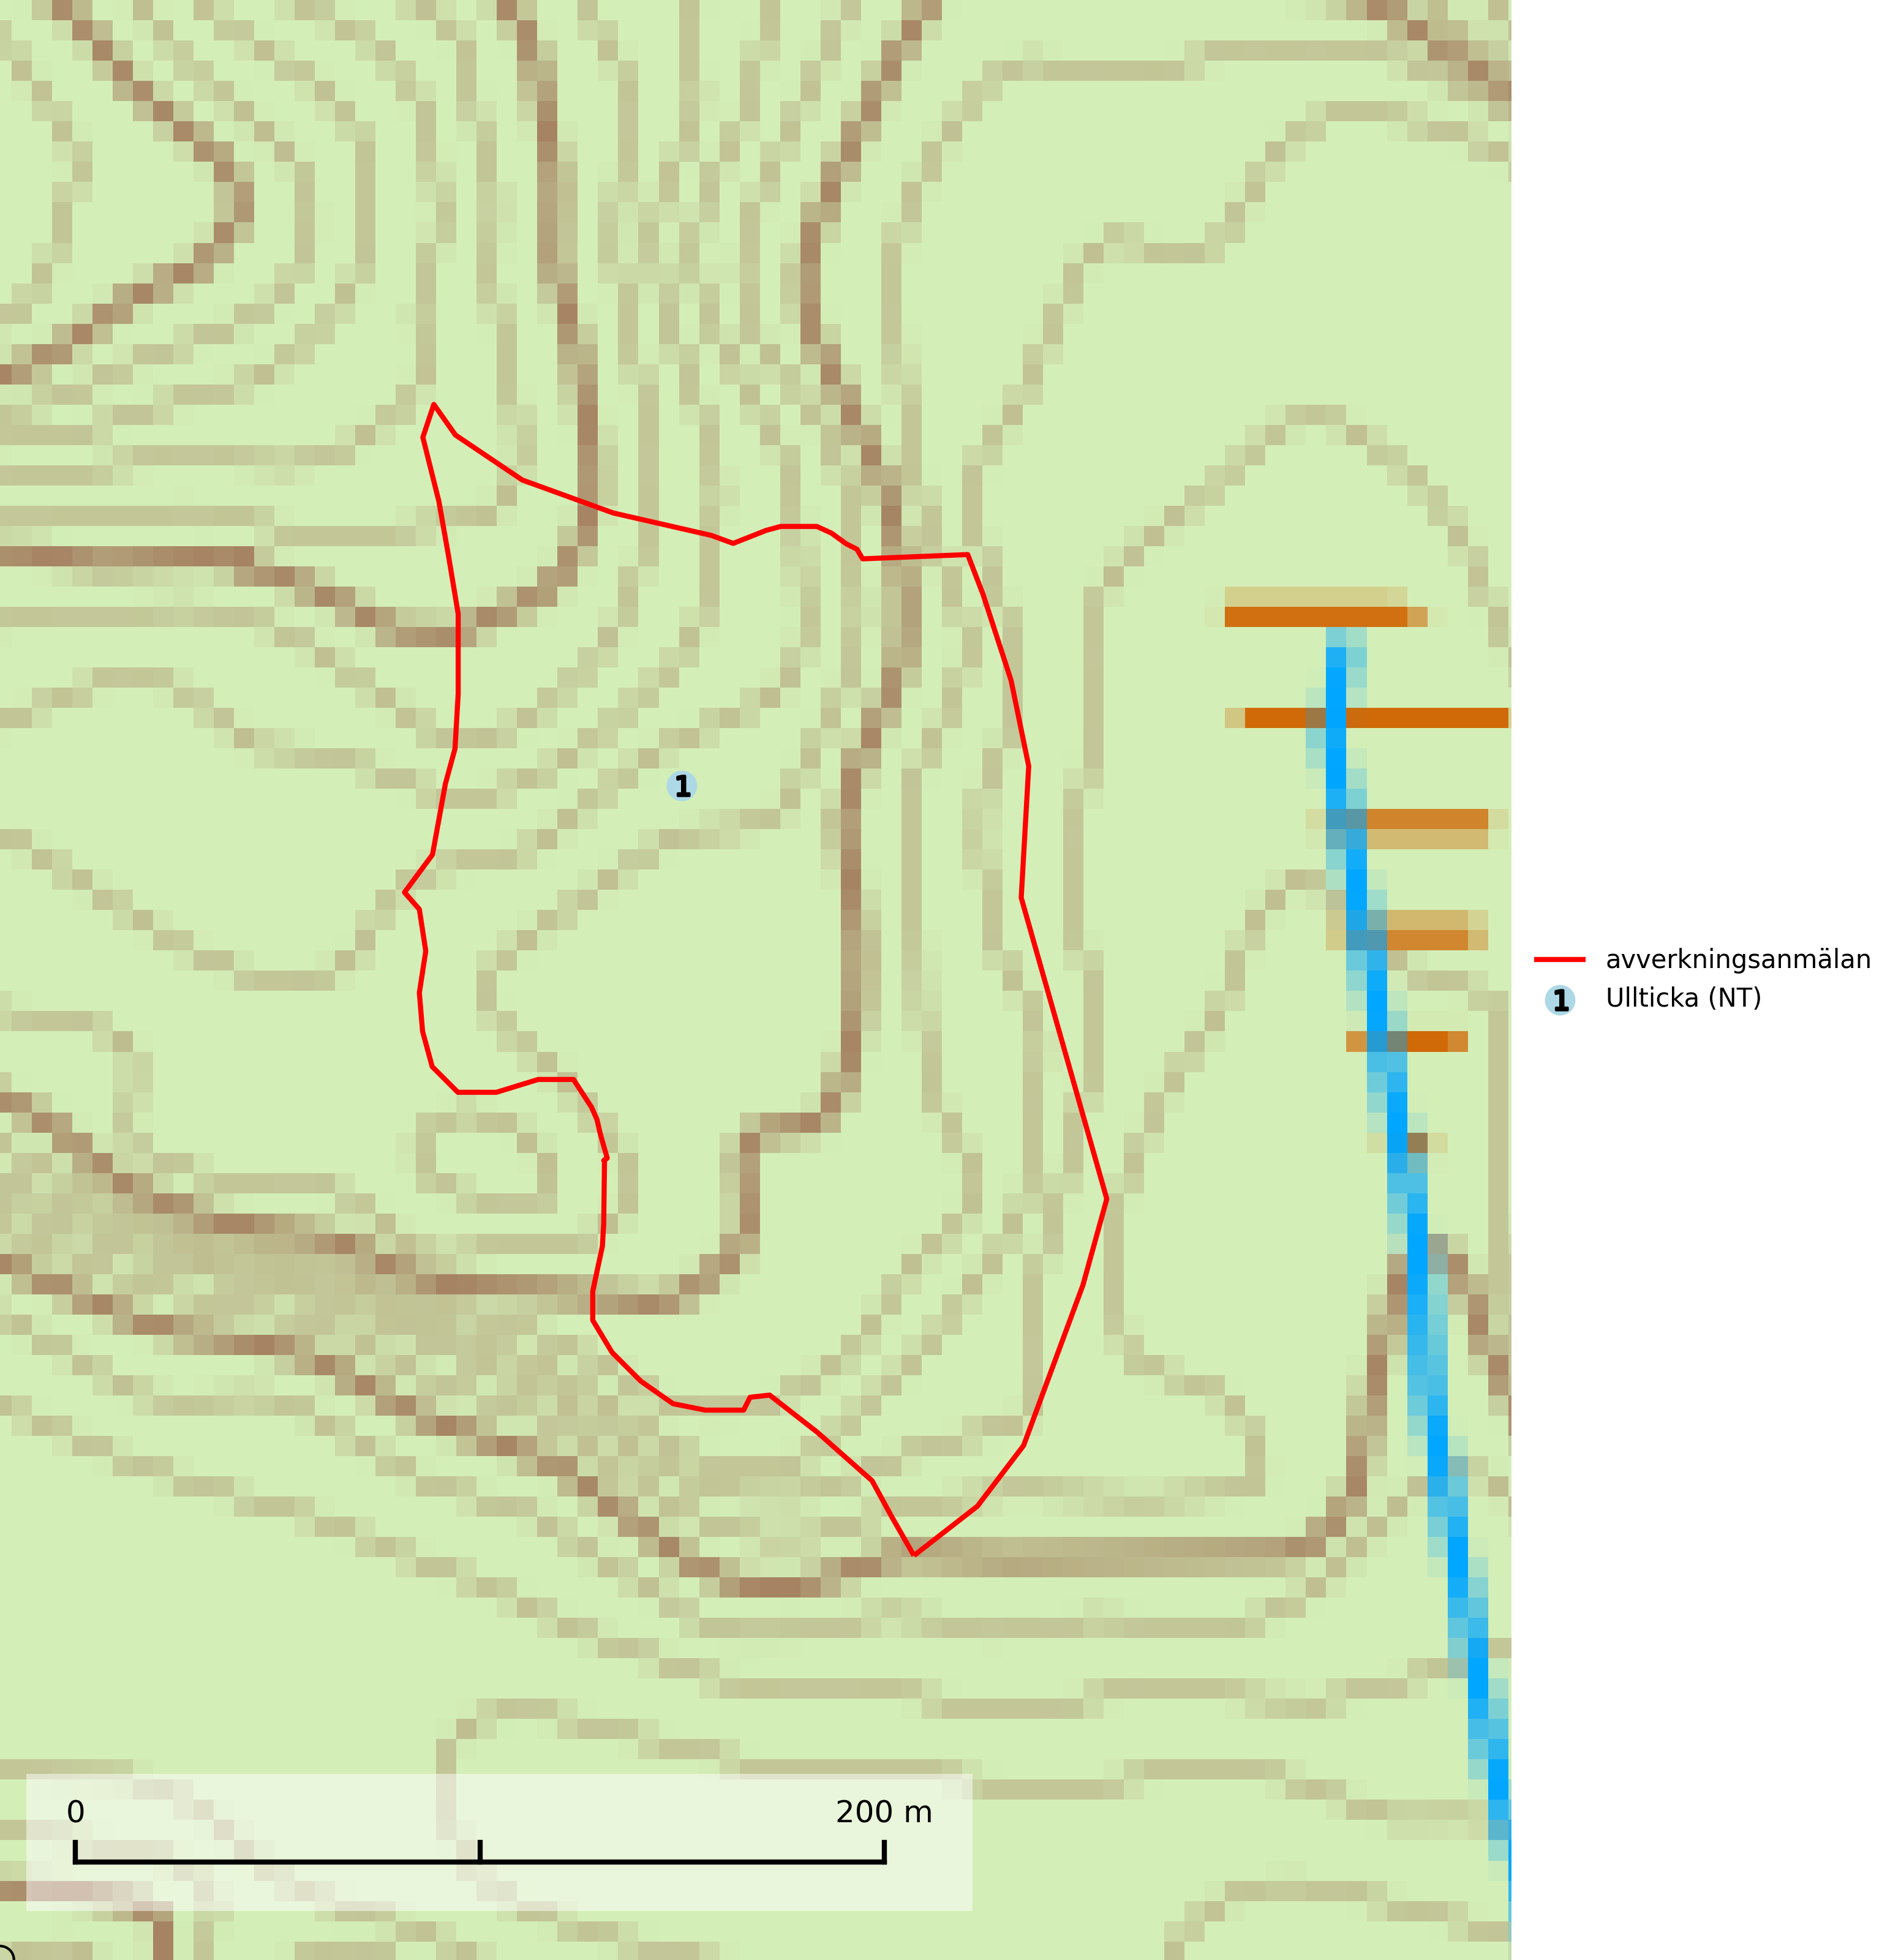 1
avverkningsanmälan
1 Ullticka (NT)
0 200 m